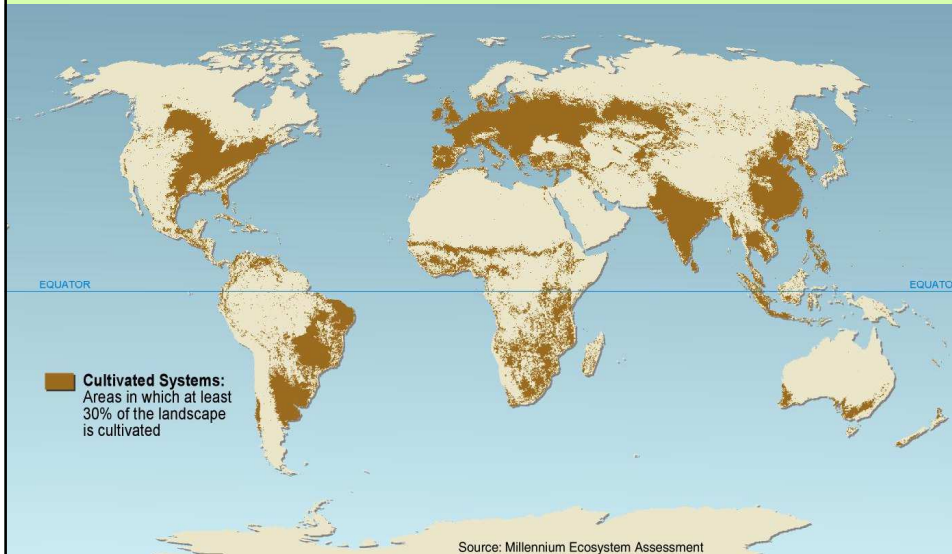 EQUATOR
EQUATO
Cultivated Systems:
Areas in which at least
30% of the landscape
is cultivated
Source: Millennium Ecosystem Assessment